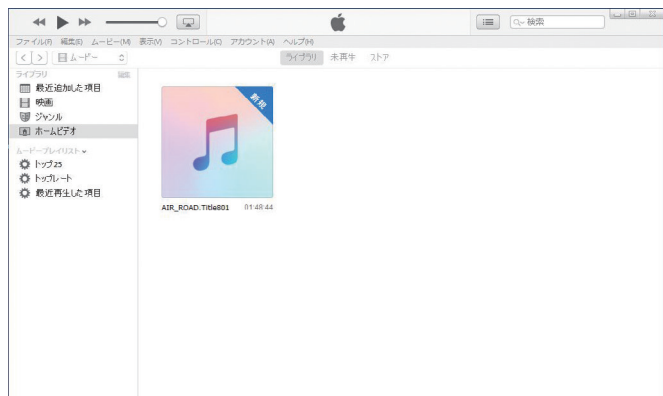 検索
ファイル(F) 編集(E) ムービー(M) 表示(V) コントロール(C) アカウント(A) ヘルプ(H)
ムービー
ライブラリ 未再生 ストア
ライブラリ 編集
最近追加した項目
映画
ジャンル
ホームビデオ
ムービープレイリスト
トップ25
トップレート
最近再生した項目
新規
AIR_ROAD.Title801 01:48:44